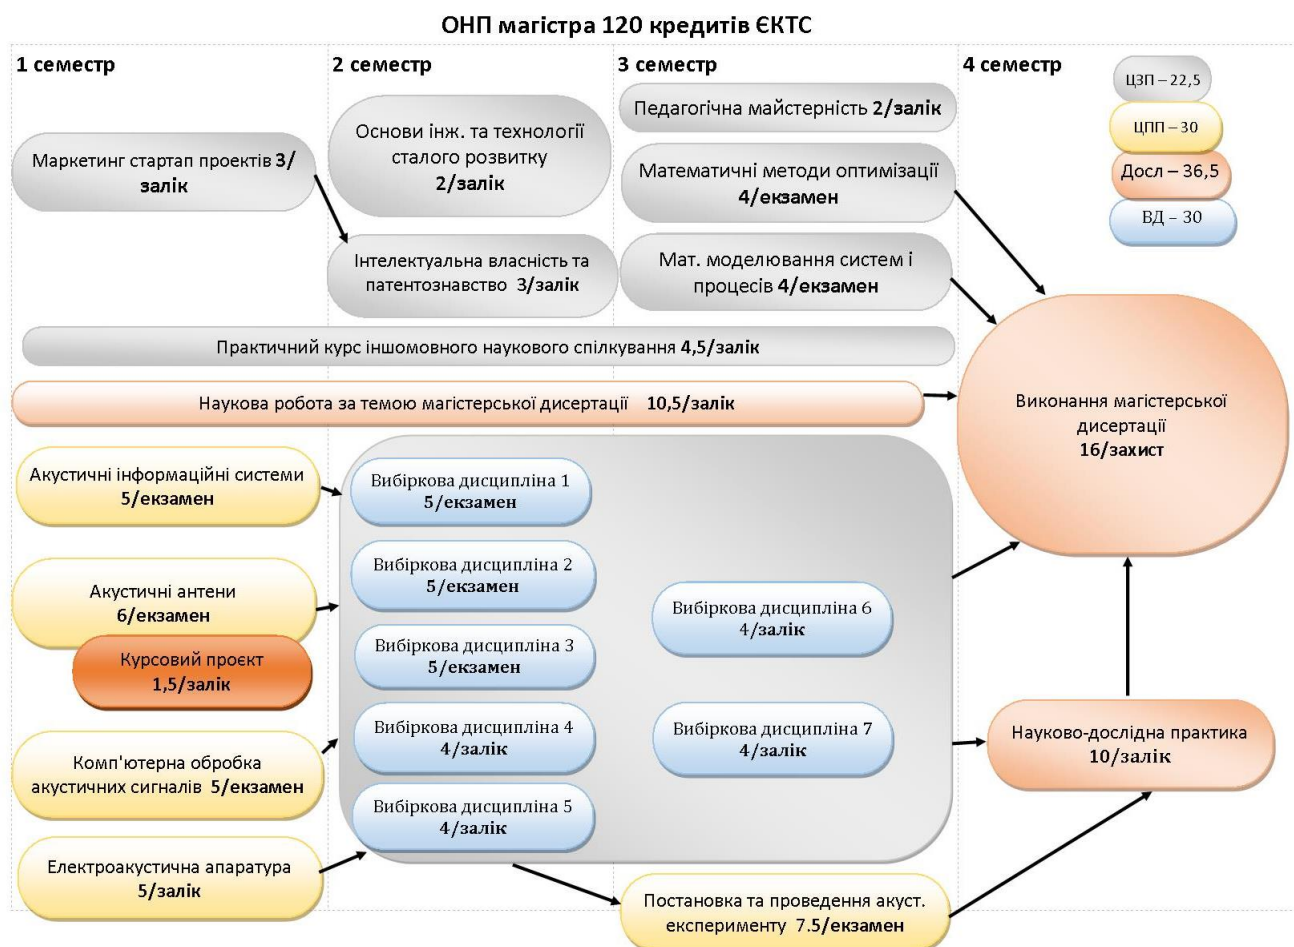 ОНП магістра 120 кредитів ЄКТС
1 семестр
2 семестр
3 семестр
4 семестр
ЦЗП – 22,5
ЦПП – 30
Досл – 36,5
ВД – 30
Маркетинг стартап проектів 3/
залік
Основи інж. та технології
сталого розвитку
2/залік
Інтелектуальна власність та
патентознавство 3/залік
Педагогічна майстерність 2/залік
Математичні методи оптимізації
4/екзамен
Мат. моделювання систем і
процесів 4/екзамен
Практичний курс іншомовного наукового спілкування 4,5/залік
Наукова робота за темою магістерської дисертації 10,5/залік
Виконання магістерської
дисертації
16/захист
Акустичні інформаційні системи
5/екзамен
Акустичні антени
6/екзамен
Курсовий проєкт
1,5/залік
Комп'ютерна обробка
акустичних сигналів 5/екзамен
Електроакустична апаратура
5/залік
Вибіркова дисципліна 1
5/екзамен
Вибіркова дисципліна 2
5/екзамен
Вибіркова дисципліна 3
5/екзамен
Вибіркова дисципліна 4
4/залік
Вибіркова дисципліна 5
4/залік
Вибіркова дисципліна 6
4/залік
Вибіркова дисципліна 7
4/залік
Науково-дослідна практика
10/залік
Постановка та проведення акуст.
експерименту 7.5/екзамен